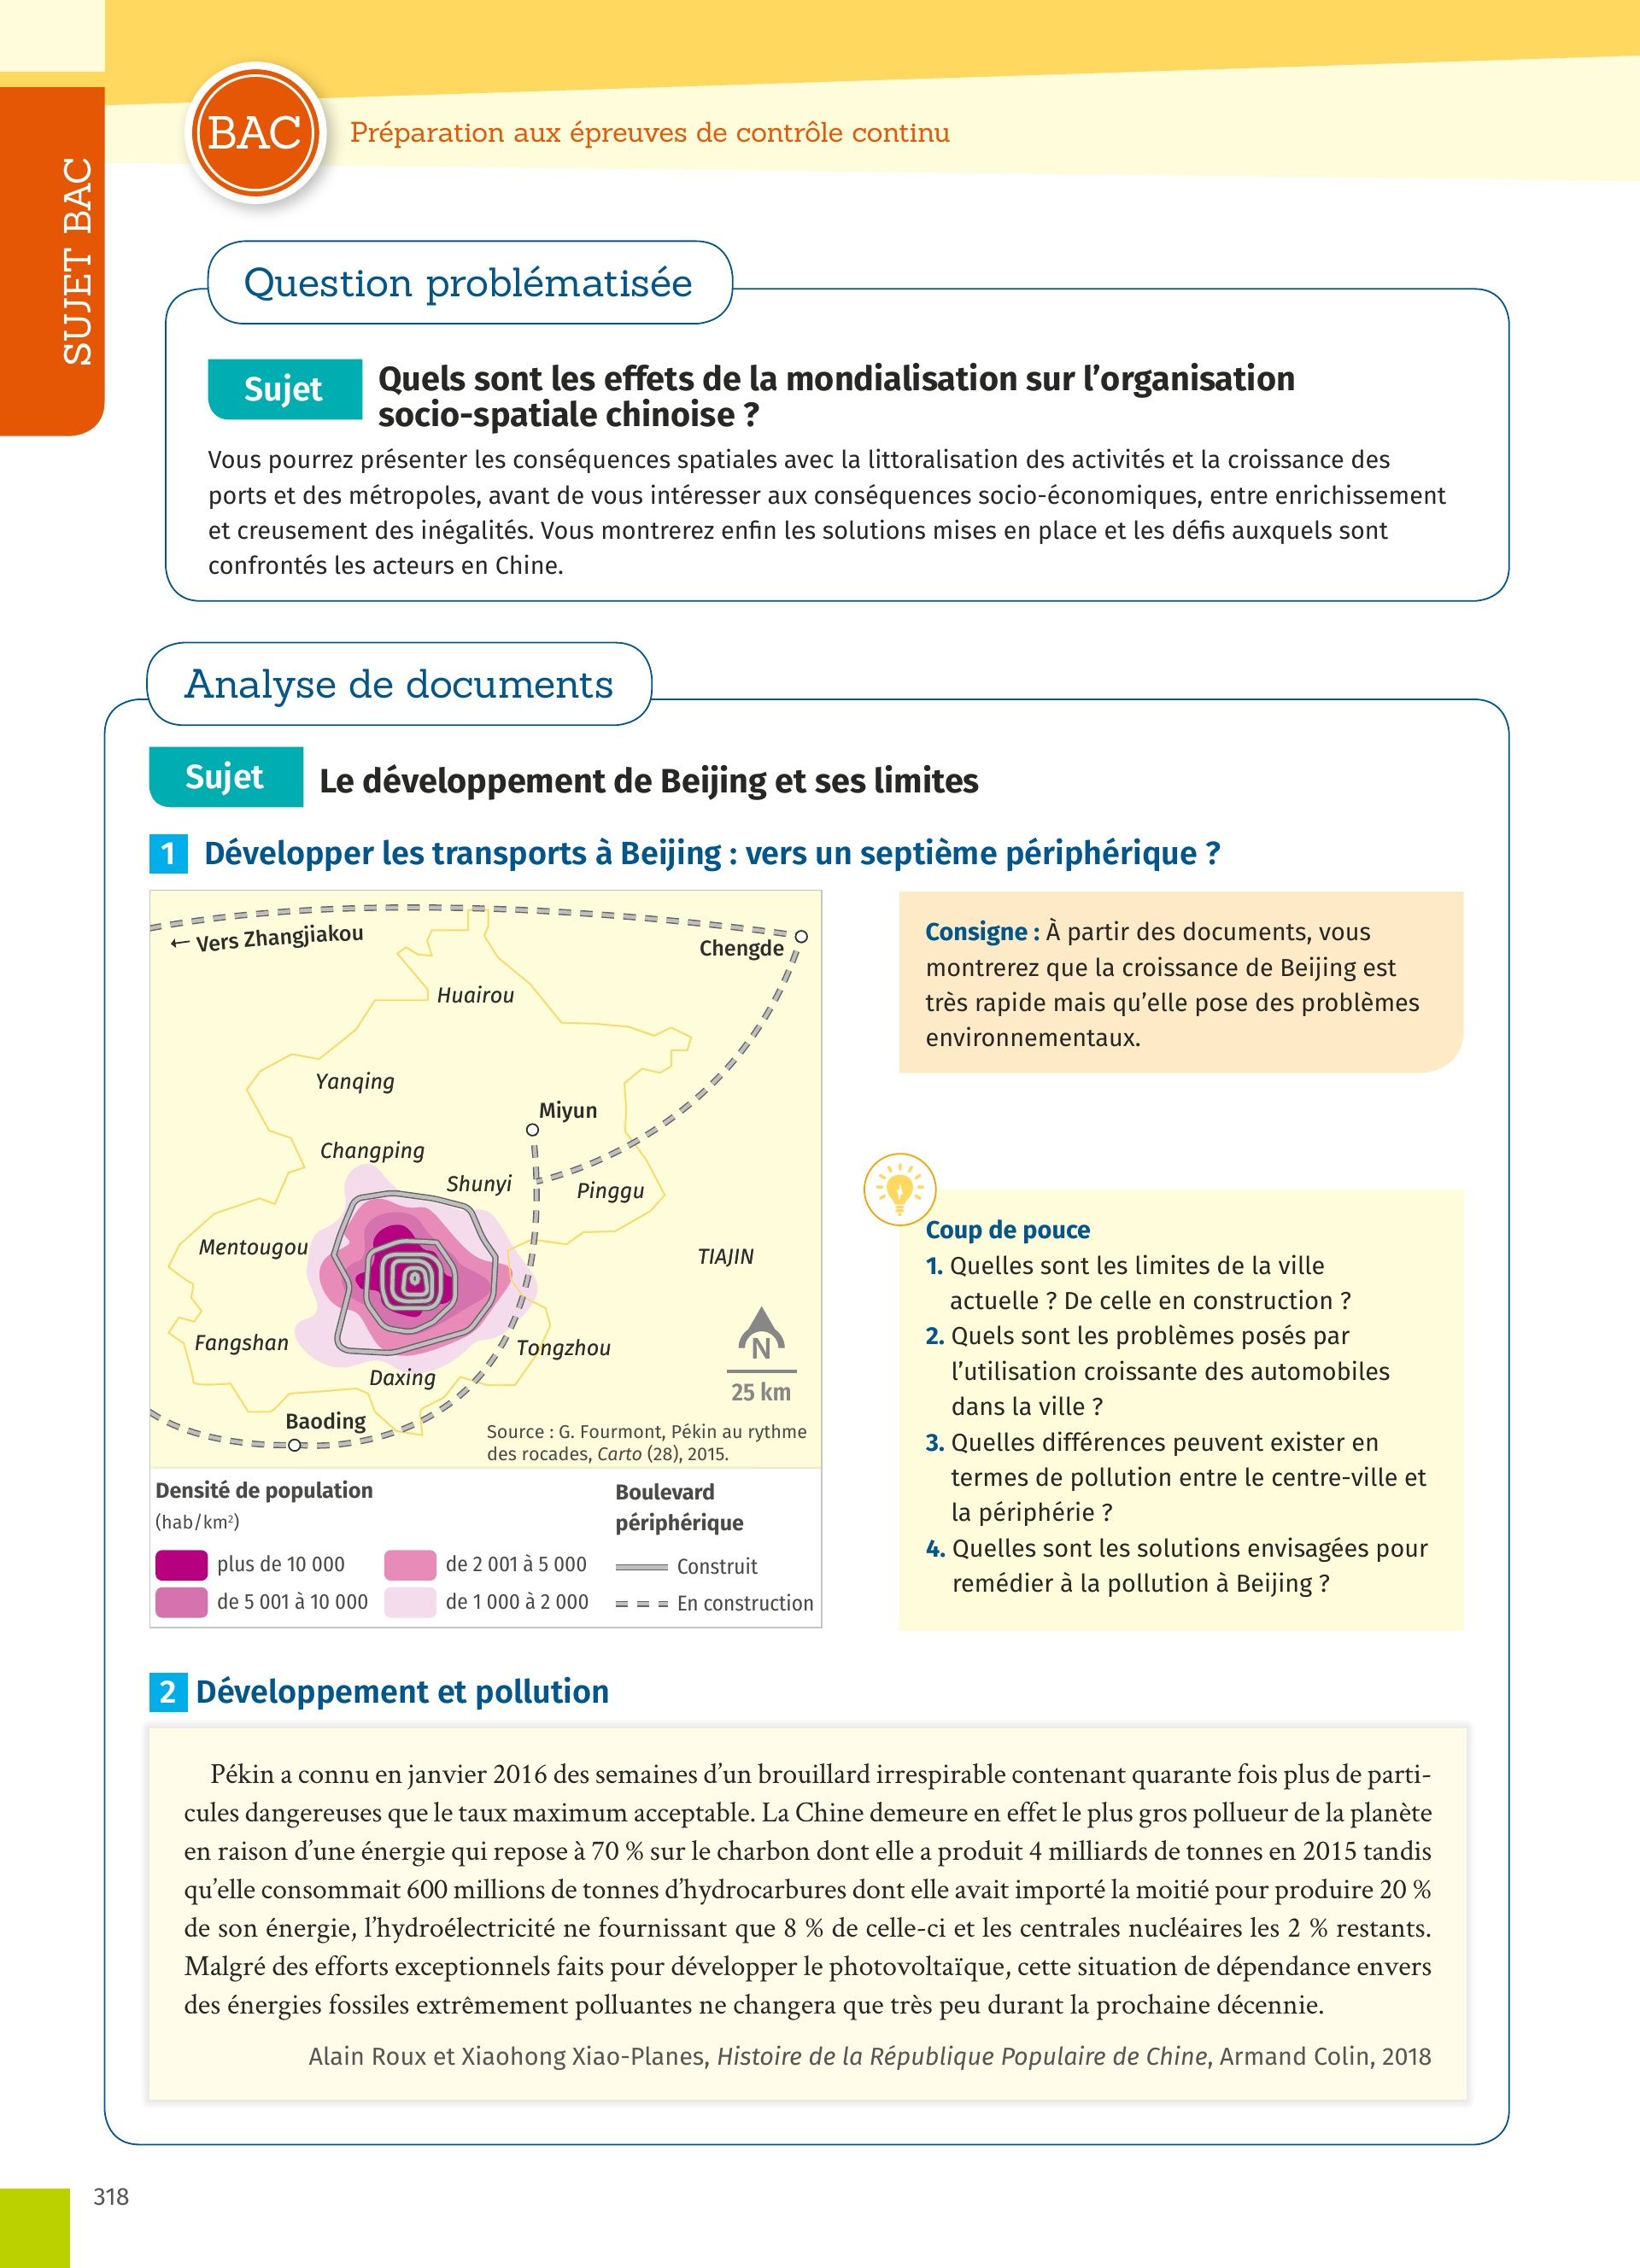 SUJET BAC
BAC
Préparation aux épreuves de contrôle continu
Question problématisée
Sujet
Quels sont les effets de la mondialisation sur l’organisation
socio-spatiale chinoise ?
Vous pourrez présenter les conséquences spatiales avec la littoralisation des activités et la croissance des
ports et des métropoles, avant de vous intéresser aux conséquences socio-économiques, entre enrichissement
et creusement des inégalités. Vous montrerez enfin les solutions mises en place et les défis auxquels sont
confrontés les acteurs en Chine.
Analyse de documents
Sujet
Le développement de Beijing et ses limites
1 Développer les transports à Beijing : vers un septième périphérique ?
← Vers Zhangjiakou
Chengde
Huairou
Yanqing
Miyun
Changping
Shunyi
Pinggu
Mentougou
TIAJIN
Fangshan
Tongzhou
N
25 km
Daxing
Baoding
Source : G. Fourmont, Pékin au rythme
des rocades, Carto (28), 2015.
Densité de population
(hab/km²)
plus de 10 000
de 5 001 à 10 000
de 2 001 à 5 000
de 1 000 à 2 000
Boulevard
périphérique
Construit
En construction
Consigne : À partir des documents, vous
montrerez que la croissance de Beijing est
très rapide mais qu’elle pose des problèmes
environnementaux.
Coup de pouce
1. Quelles sont les limites de la ville
actuelle ? De celle en construction ?
2. Quels sont les problèmes posés par
l’utilisation croissante des automobiles
dans la ville ?
3. Quelles différences peuvent exister en
termes de pollution entre le centre-ville et
la périphérie ?
4. Quelles sont les solutions envisagées pour
remédier à la pollution à Beijing ?
2 Développement et pollution
Pékin a connu en janvier 2016 des semaines d’un brouillard irrespirable contenant quarante fois plus de parti-
cules dangereuses que le taux maximum acceptable. La Chine demeure en effet le plus gros pollueur de la planète
en raison d’une énergie qui repose à 70 % sur le charbon dont elle a produit 4 milliards de tonnes en 2015 tandis
qu’elle consommait 600 millions de tonnes d’hydrocarbures dont elle avait importé la moitié pour produire 20 %
de son énergie, l’hydroélectricité ne fournissant que 8 % de celle-ci et les centrales nucléaires les 2 % restants.
Malgré des efforts exceptionnels faits pour développer le photovoltaïque, cette situation de dépendance envers
des énergies fossiles extrêmement polluantes ne changera que très peu durant la prochaine décennie.
Alain Roux et Xiaohong Xiao-Planes, Histoire de la République Populaire de Chine, Armand Colin, 2018
318